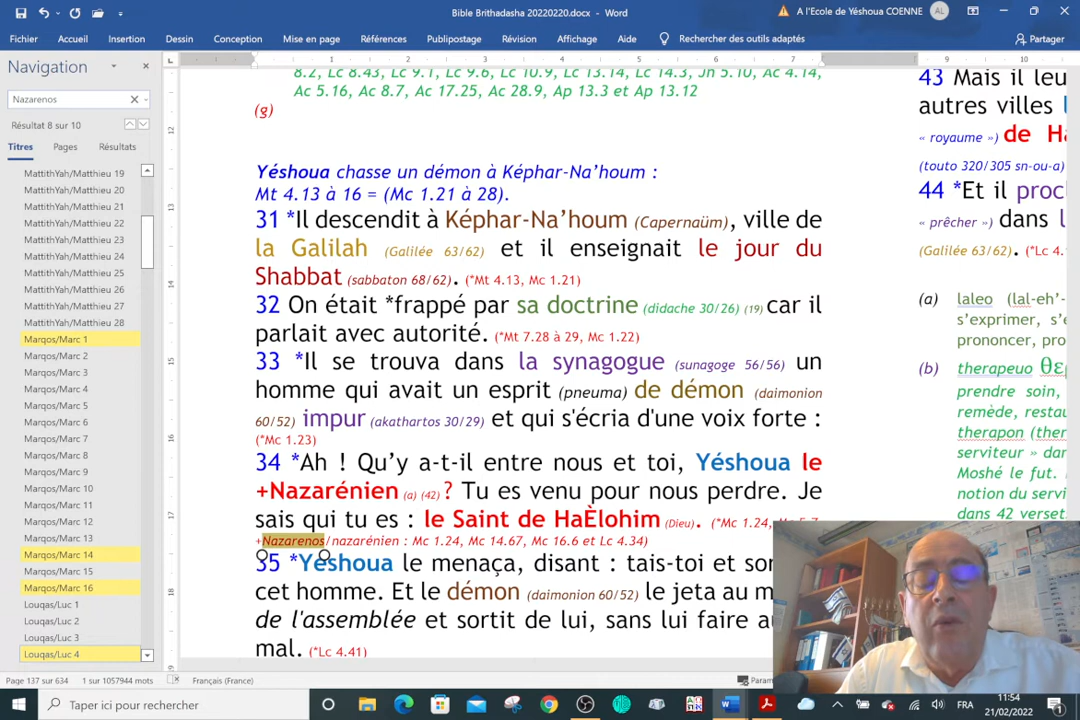 Bible Brithadasha 20220220.docx - Word
A l'Ecole de Yéshoua COENNE
AL
Fichier Accueil Insertion Dessin Conception Mise en page Références Publipostage Révision Affichage Aide Rechercher des outils adaptés Partager
Navigation
Nazarenos
Résultat 8 sur 10
Titres Pages Résultats
MattithYah/Matthieu 19
MattithYah/Matthieu 20
MattithYah/Matthieu 21
MattithYah/Matthieu 22
MattithYah/Matthieu 23
MattithYah/Matthieu 24
MattithYah/Matthieu 25
MattithYah/Matthieu 26
MattithYah/Matthieu 27
MattithYah/Matthieu 28
Marqos/Marc 1
Marqos/Marc 2
Marqos/Marc 3
Marqos/Marc 4
Marqos/Marc 5
Marqos/Marc 6
Marqos/Marc 7
Marqos/Marc 8
Marqos/Marc 9
Marqos/Marc 10
Marqos/Marc 11
Marqos/Marc 12
Marqos/Marc 13
Marqos/Marc 14
Marqos/Marc 15
Marqos/Marc 16
Louqas/Luc 1
Louqas/Luc 2
Louqas/Luc 3
Louqas/Luc 4
8.2, Lc 8.43, Lc 9.1, Lc 9.6, Lc 10.9, Lc 13.14, Lc 14.3, Jn 5.10, Ac 4.14,
Ac 5.16, Ac 8.7, Ac 17.25, Ac 28.9, Ap 13.3 et Ap 13.12
(g)
Yéshoua chasse un démon à Képhar-Na'houm :
Mt 4.13 à 16 = (Mc 1.21 à 28).
31 *Il descendit à Képhar-Na'houm (Capernaüm), ville de
la Galilah (Galilée 63/62) et il enseignait le jour du
Shabbat (sabbaton 68/62). (*Mt 4.13, Mc 1.21)
32 On était *frappé par sa doctrine (didache 30/26) (19) car il
parlait avec autorité. (*Mt 7.28 à 29, Mc 1.22)
33 *Il se trouva dans la synagogue (sunagoge 56/56) un
homme qui avait un esprit (pneuma) de démon (daimonion
60/52) impur (akathartos 30/29) et qui s'écria d'une voix forte :
(*Mc 1.23)
34 *Ah ! Qu'y a-t-il entre nous et toi, Yéshoua le
+Nazarénien (a) (42) ? Tu es venu pour nous perdre. Je
sais qui tu es : le Saint de HaÈlohim (Dieu). (*Mc 1.24,
+Nazarenos/nazarénien : Mc 1.24, Mc 14.67, Mc 16.6 et Lc 4.34)
35 *Yéshoua le menaça, disant : tais-toi et sor
cet homme. Et le démon (daimonion 60/52) le jeta au m
de l'assemblée et sortit de lui, sans lui faire au
mal. (*Lc 4.41)
43 Mais il leu
autres villes
« royaume ») de Ha
(touto 320/305 sn-ou-a)
44 *Et il proc
« prêcher ») dans l
(Galilée 63/62). (*Lc 4.
(a) laleo (lal-eh'-
s'exprimer, s'é
prononcer, pro
(b) therapeuo θε
prendre soin,
remède, restau
therapon (ther
serviteur » dan
Moshé le fut.
notion du servi
dans 42 verset
Page 137 sur 634 1 sur 1057944 mots Français (France) Param
Taper ici pour rechercher
FRA
11:54
21/02/2022